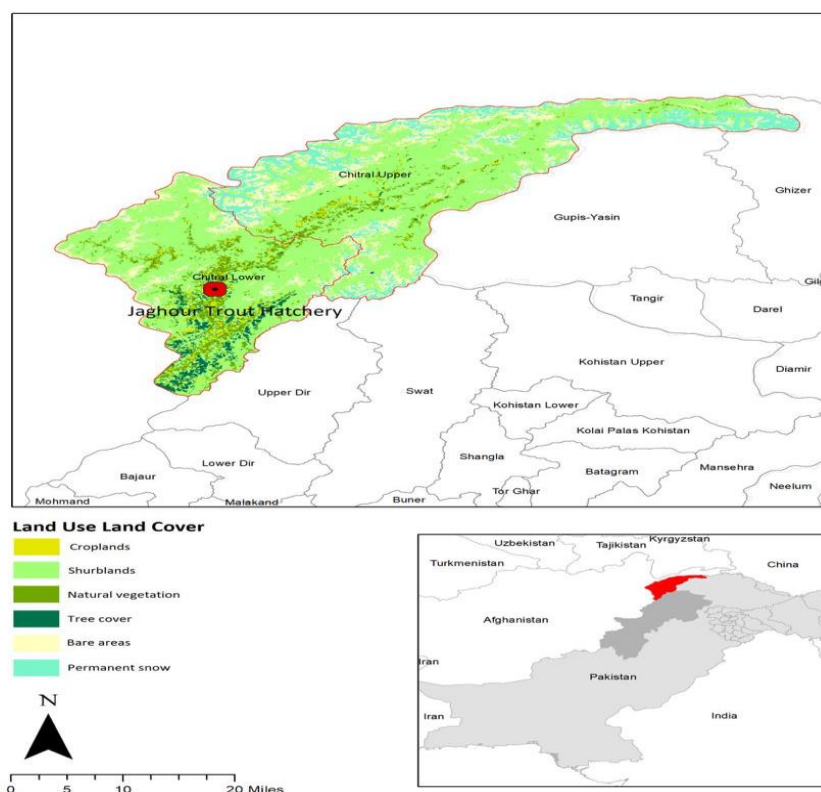 Chitral Upper
Ghizer
Gupis-Yasin
Chitral Lower
Jaghour Trout Hatchery
Tangir
Darel
Upper Dir
Swat
Kohistan Upper
Diamir
Kohistan Lower
Kolai Palas Kohistan
Shangla
Lower Dir
Bajaur
Batagram
Mansehra
Neelum
Tor Ghar
Mohmand
Malakand
Buner
Land Use Land Cover
Croplands
Shurblands
Natural vegetation
Tree cover
Bare areas
Permanent snow
N
0 5 10 20 Miles
Uzbekistan
Kyrgyzstan
Tajikistan
Turkmenistan
China
Afghanistan
Iran
Pakistan
Iran
India